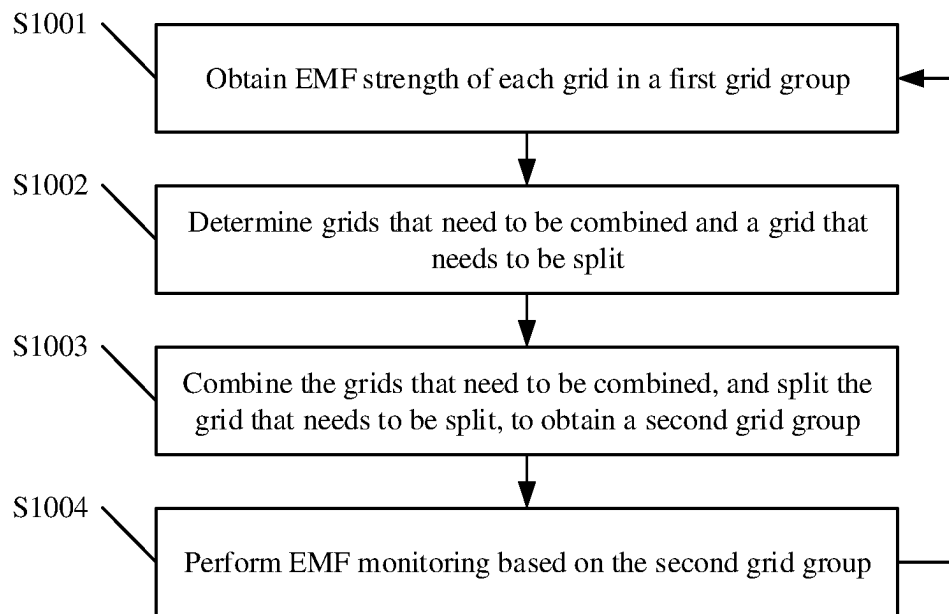 S1001
Obtain EMF strength of each grid in a first grid group
S1002
Determine grids that need to be combined and a grid that
needs to be split
S1003
Combine the grids that need to be combined, and split the
grid that needs to be split, to obtain a second grid group
S1004
Perform EMF monitoring based on the second grid group